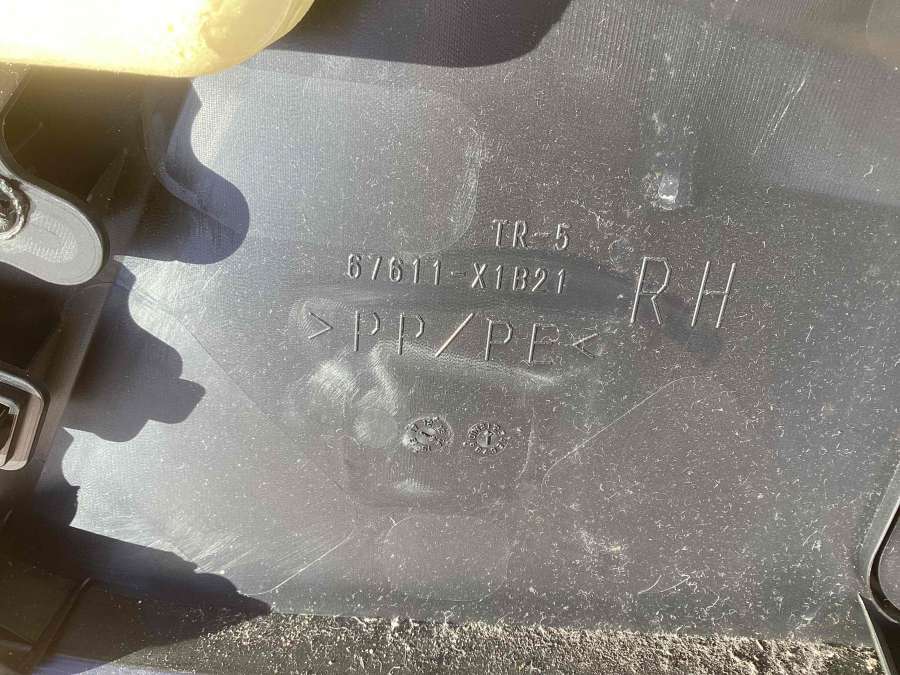 TR-5
67611-X1B21
RH
>PP/PE<